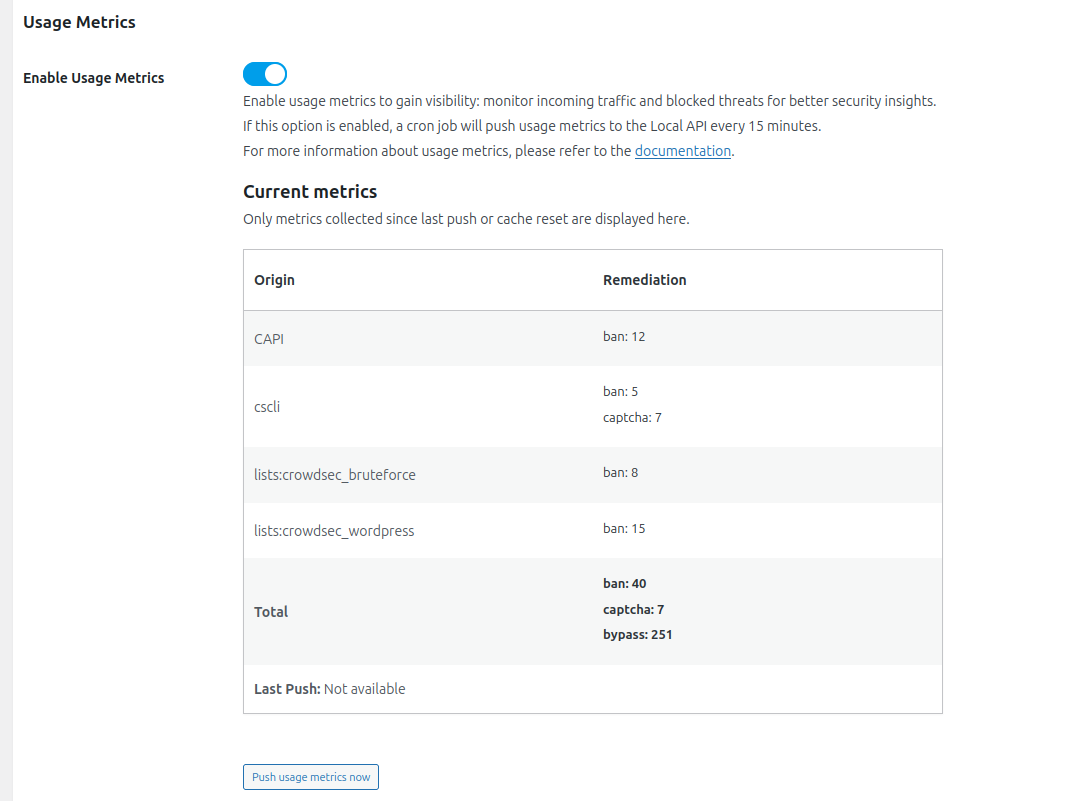 Usage Metrics
Enable Usage Metrics
Enable usage metrics to gain visibility: monitor incoming traffic and blocked threats for better security insights.
If this option is enabled, a cron job will push usage metrics to the Local API every 15 minutes.
For more information about usage metrics, please refer to the documentation.
Current metrics
Only metrics collected since last push or cache reset are displayed here.
Origin Remediation
CAPI ban: 12
cscli ban: 5
captcha: 7
lists:crowdsec_bruteforce ban: 8
lists:crowdsec_wordpress ban: 15
Total ban: 40
captcha: 7
bypass: 251
Last Push: Not available
Push usage metrics now